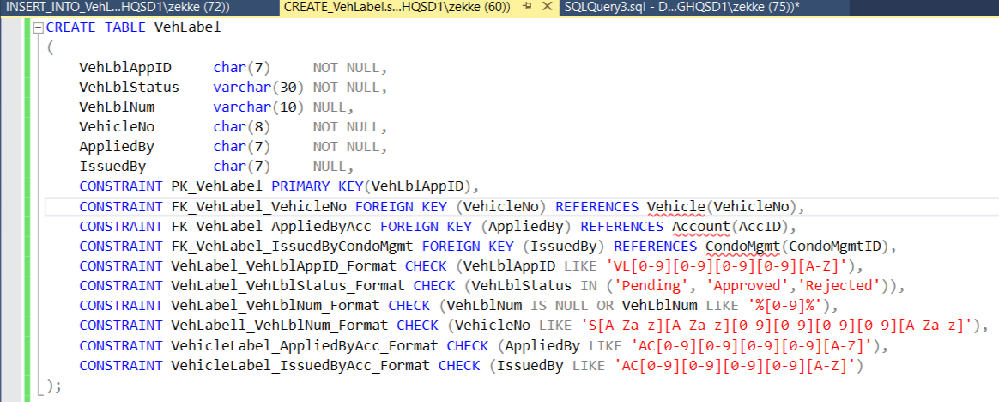 INSERT_INTO_VehL...HQSD1\zekke (72)) CREATE_VehLabel.s...HQSD1\zekke (60)) SQLQuery3.sql - D...GHQSD1\zekke (75))*
CREATE TABLE VehLabel
(
VehLblAppID char(7) NOT NULL,
VehLblStatus varchar(30) NOT NULL,
VehLblNum varchar(10) NULL,
VehicleNo char(8) NOT NULL,
AppliedBy char(7) NOT NULL,
IssuedBy char(7) NULL,
CONSTRAINT PK_VehLabel PRIMARY KEY(VehLblAppID),
CONSTRAINT FK_VehLabel_VehicleNo FOREIGN KEY (VehicleNo) REFERENCES Vehicle(VehicleNo),
CONSTRAINT FK_VehLabel_AppliedByAcc FOREIGN KEY (AppliedBy) REFERENCES Account(AccID),
CONSTRAINT FK_VehLabel_IssuedByCondoMgmt FOREIGN KEY (IssuedBy) REFERENCES CondoMgmt(CondoMgmtID),
CONSTRAINT VehLabel_VehLblAppID_Format CHECK (VehLblAppID LIKE 'VL[0-9][0-9][0-9][0-9][A-Z]'),
CONSTRAINT VehLabel_VehLblStatus_Format CHECK (VehLblStatus IN ('Pending', 'Approved','Rejected')),
CONSTRAINT VehLabel_VehLblNum_Format CHECK (VehLblNum IS NULL OR VehLblNum LIKE '%[0-9]%'),
CONSTRAINT VehLabell_VehLblNum_Format CHECK (VehicleNo LIKE 'S[A-Za-z][A-Za-z][0-9][0-9][0-9][0-9][A-Za-z]'),
CONSTRAINT VehicleLabel_AppliedByAcc_Format CHECK (AppliedBy LIKE 'AC[0-9][0-9][0-9][0-9][A-Z]'),
CONSTRAINT VehicleLabel_IssuedByAcc_Format CHECK (IssuedBy LIKE 'AC[0-9][0-9][0-9][0-9][A-Z]')
);